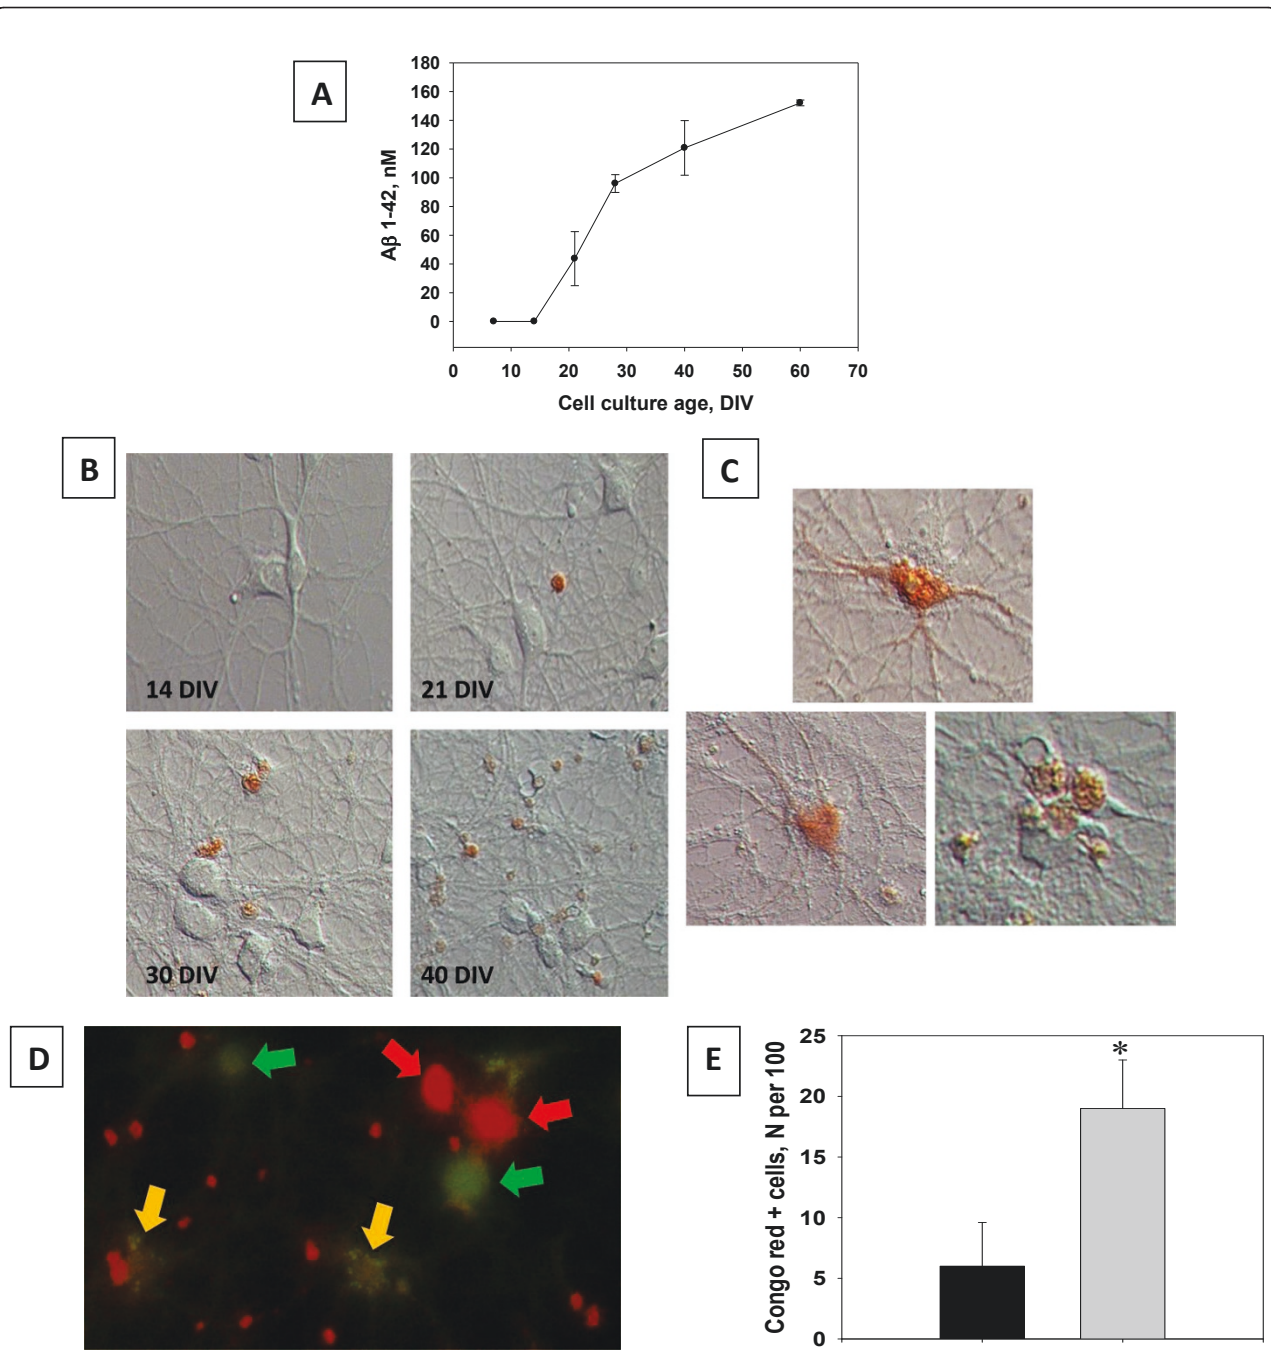 A
180
160
140
120
100
80
60
40
20
0
Aβ 1-42, nM
0 10 20 30 40 50 60 70
Cell culture age, DIV
B
14 DIV
21 DIV
30 DIV
40 DIV
C
D
E
25
20
15
10
5
0
Congo red + cells, N per 100
*